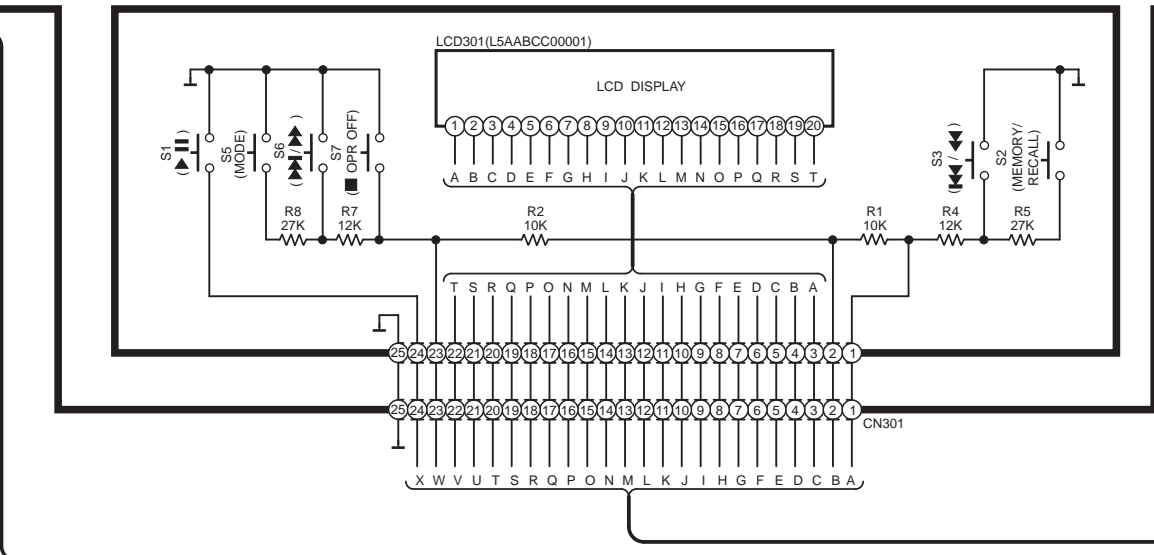 LCD301(L5AABCC00001)
LCD DISPLAY
1 2 3 4 5 6 7 8 9 10 11 12 13 14 15 16 17 18 19 20
A B C D E F G H I J K L M N O P Q R S T
S1
(▶❚❚)
S5
(MODE)
S6
(▶▶❚/▶▶)
S7
(■ OPR OFF)
S3
(❚◀◀/◀◀)
S2
(MEMORY/
RECALL)
R8
27K
R7
12K
R2
10K
R1
10K
R4
12K
R5
27K
T S R Q P O N M L K J I H G F E D C B A
25 24 23 22 21 20 19 18 17 16 15 14 13 12 11 10 9 8 7 6 5 4 3 2 1
25 24 23 22 21 20 19 18 17 16 15 14 13 12 11 10 9 8 7 6 5 4 3 2 1
CN301
X W V U T S R Q P O N M L K J I H G F E D C B A